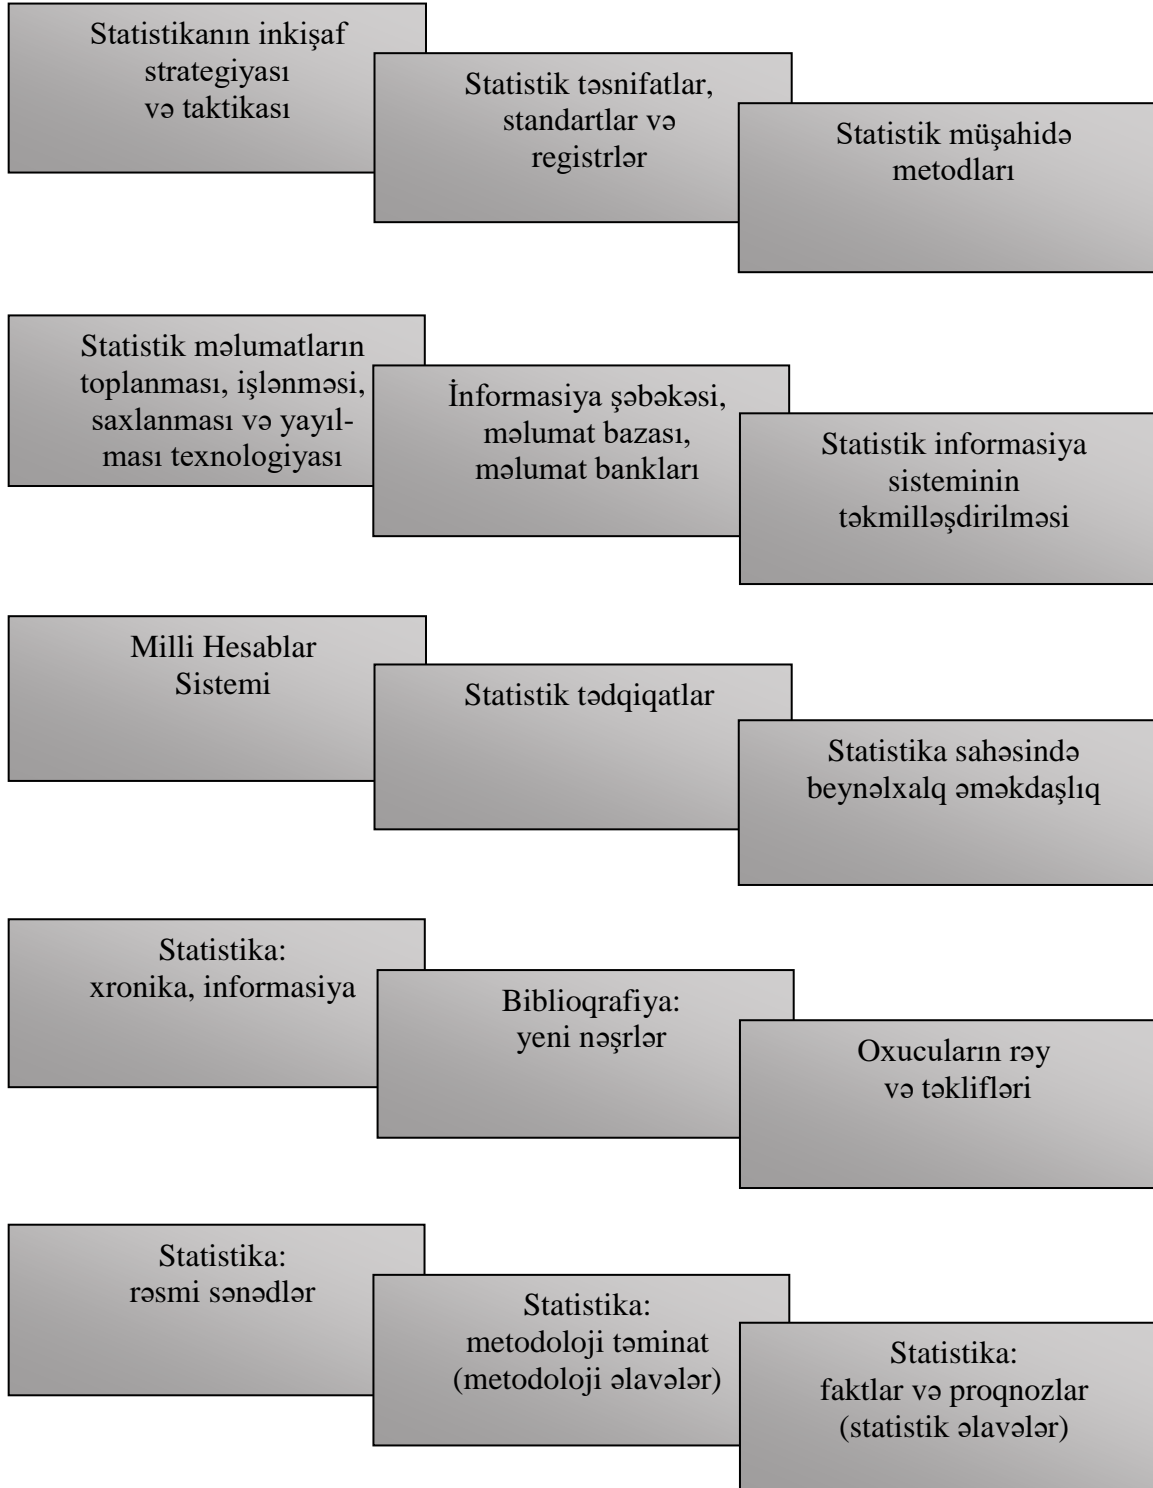 Statistikanın inkişaf
strategiyası
və taktikası
Statistik təsnifatlar,
standartlar və
registrlər
Statistik müşahidə
metodları
Statistik məlumatların
toplanması, işlənməsi,
saxlanması və yayıl-
ması texnologiyası
İnformasiya şəbəkəsi,
məlumat bazası,
məlumat bankları
Statistik informasiya
sisteminin
təkmilləşdirilməsi
Milli Hesablar
Sistemi
Statistik tədqiqatlar
Statistika sahəsində
beynəlxalq əməkdaşlıq
Statistika:
xronika, informasiya
Biblioqrafiya:
yeni nəşrlər
Oxucuların rəy
və təklifləri
Statistika:
rəsmi sənədlər
Statistika:
metodoloji təminat
(metodoloji əlavələr)
Statistika:
faktlar və proqnozlar
(statistik əlavələr)